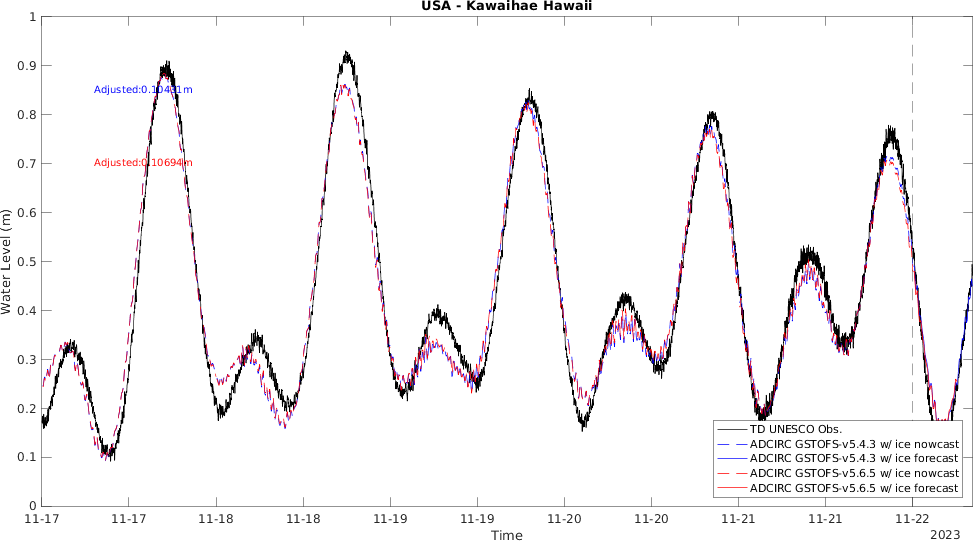 USA - Kawaihae Hawaii
1
0.9
0.8
0.7
0.6
0.5
0.4
0.3
0.2
0.1
0
Water Level (m)
Adjusted:0.10431m
Adjusted:0.10694m
TD UNESCO Obs.
ADCIRC GSTOFS-v5.4.3 w/ ice nowcast
ADCIRC GSTOFS-v5.4.3 w/ ice forecast
ADCIRC GSTOFS-v5.6.5 w/ ice nowcast
ADCIRC GSTOFS-v5.6.5 w/ ice forecast
11-17 11-17 11-18 11-18 11-19 11-19 11-20 11-20 11-21 11-21 11-22
Time
2023